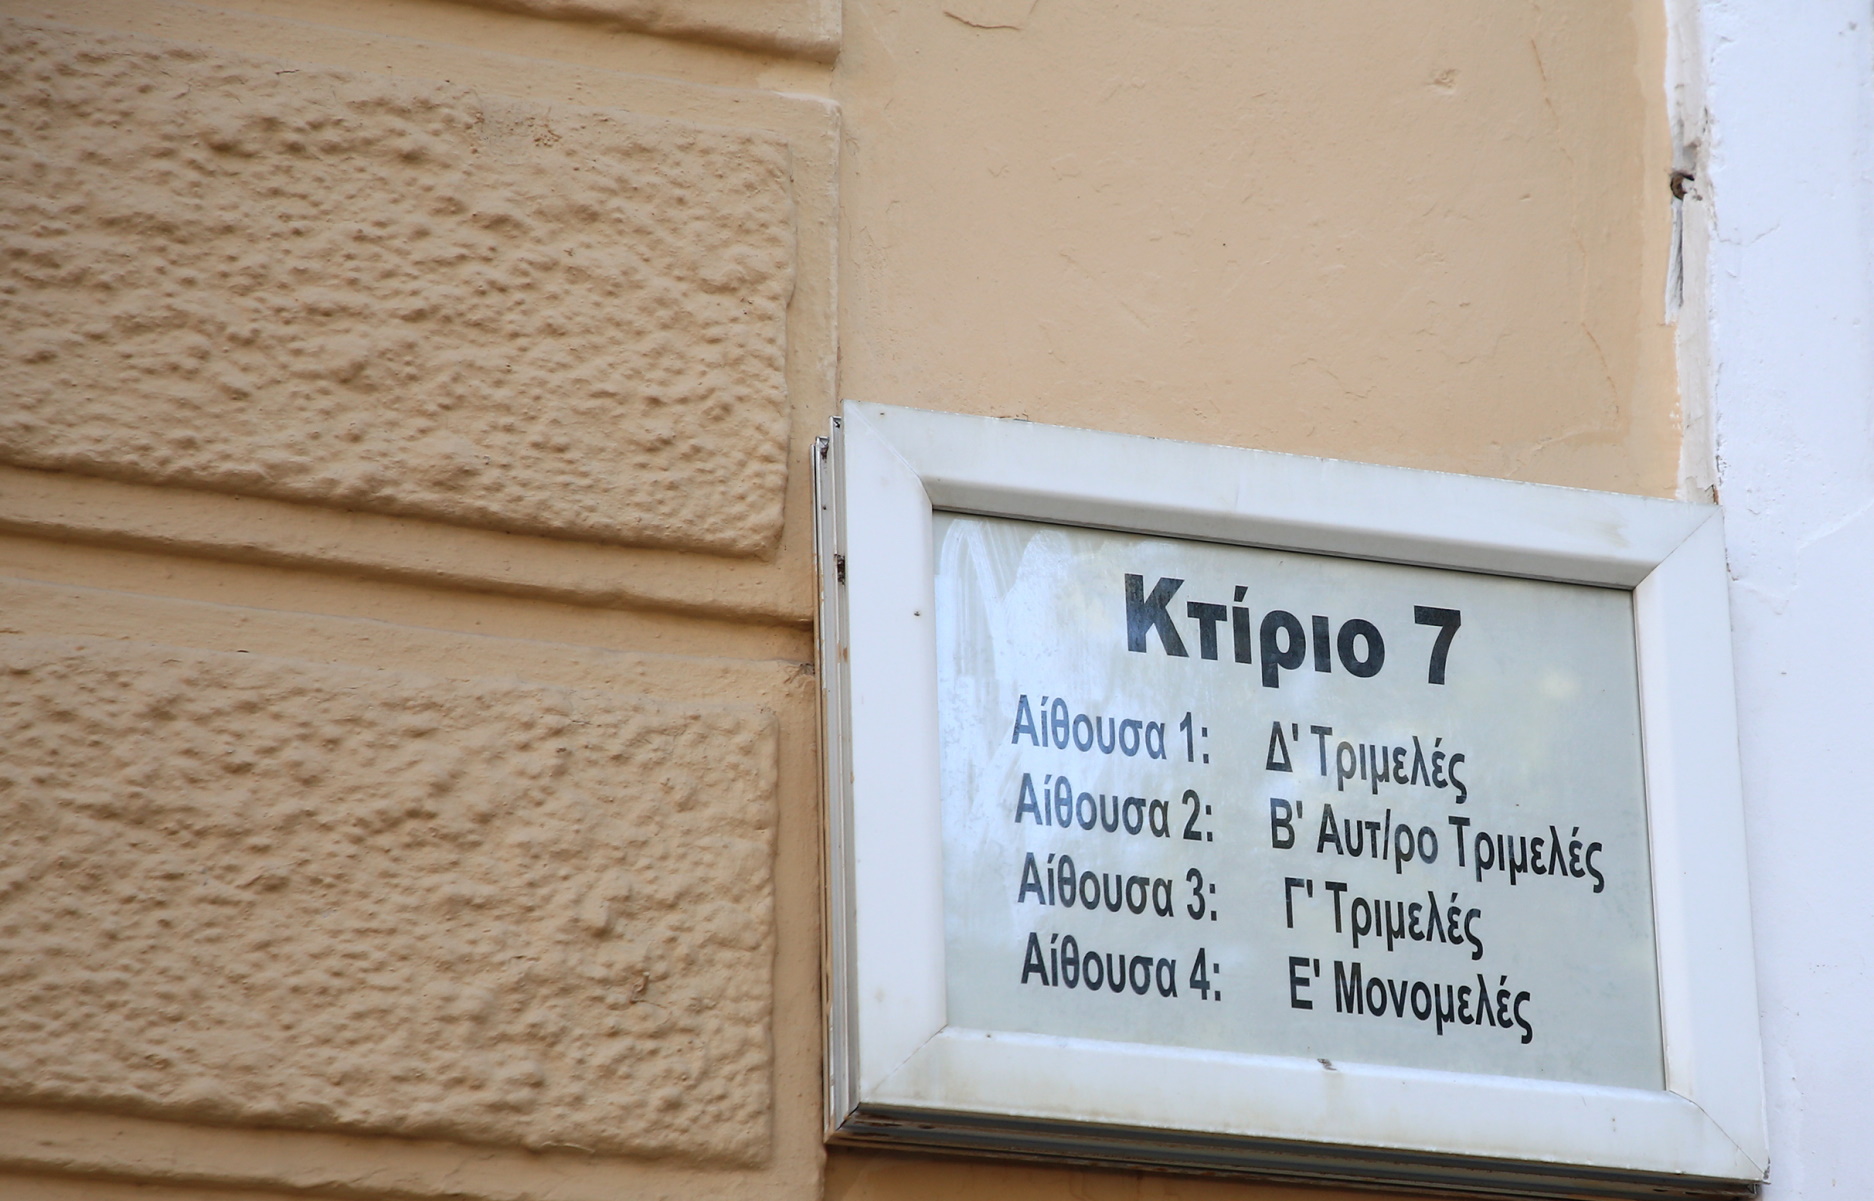 Κτίριο 7
Αίθουσα 1: Δ' Τριμελές
Αίθουσα 2: Β' Αυτ/ρο Τριμελές
Αίθουσα 3: Γ' Τριμελές
Αίθουσα 4: Ε' Μονομελές